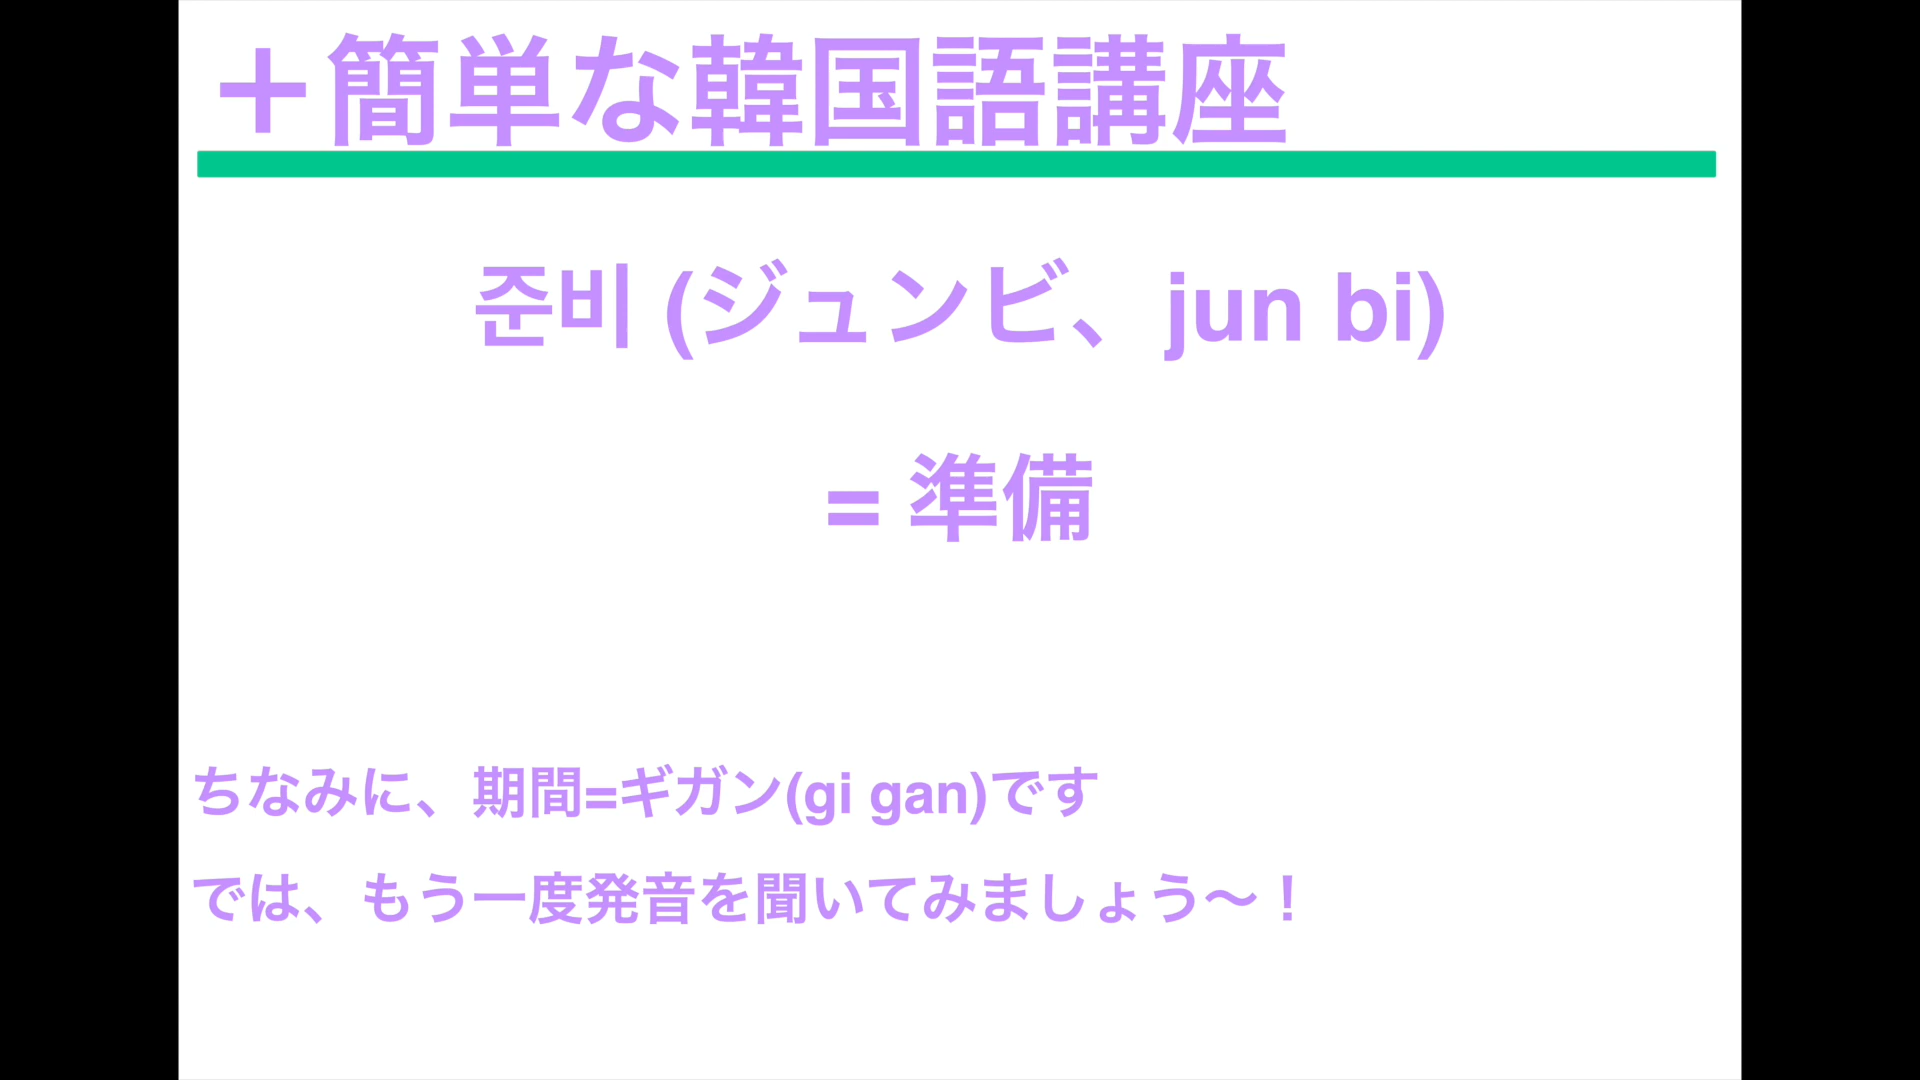 ＋簡単な韓国語講座
준비 (ジュンビ、jun bi)
= 準備
ちなみに、期間=ギガン(gi gan)です
では、もう一度発音を聞いてみましょう〜！